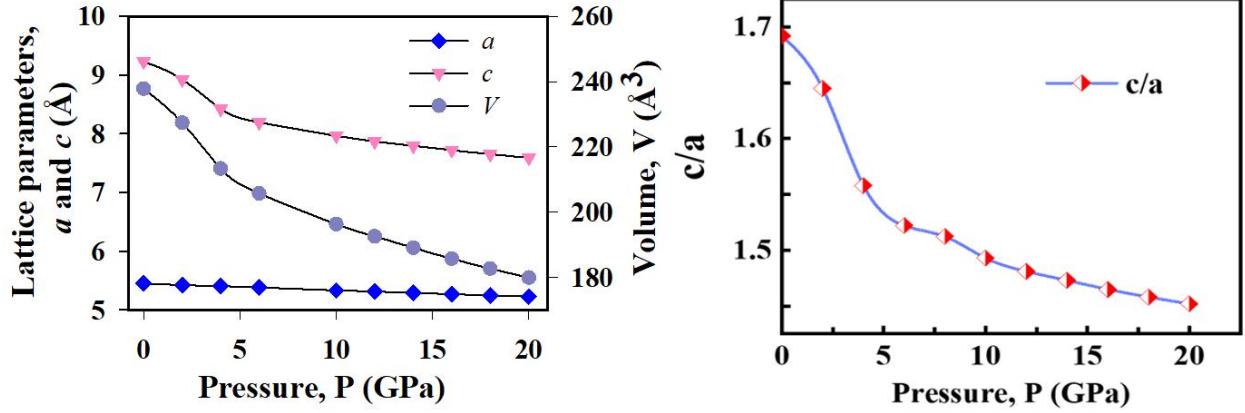 Lattice parameters,
a and c (Å)
10
9
8
7
6
5
a
c
V
260
240
220
200
180
Volume, V (Å³)
0
5
10
15
20
Pressure, P (GPa)
c/a
1.7
1.6
1.5
c/a
0
5
10
15
20
Pressure, P (GPa)